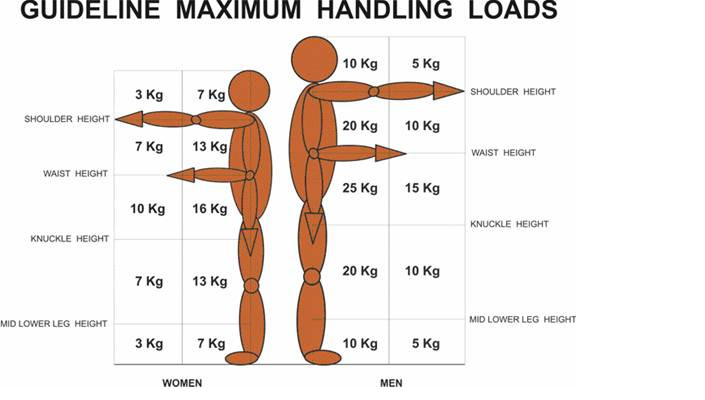 GUIDELINE MAXIMUM HANDLING LOADS
10 Kg 5 Kg
3 Kg 7 Kg
SHOULDER HEIGHT
SHOULDER HEIGHT
20 Kg 10 Kg
7 Kg 13 Kg
WAIST HEIGHT
WAIST HEIGHT
25 Kg 15 Kg
10 Kg 16 Kg
KNUCKLE HEIGHT
KNUCKLE HEIGHT
20 Kg 10 Kg
7 Kg 13 Kg
MID LOWER LEG HEIGHT
MID LOWER LEG HEIGHT
3 Kg 7 Kg 10 Kg 5 Kg
WOMEN MEN